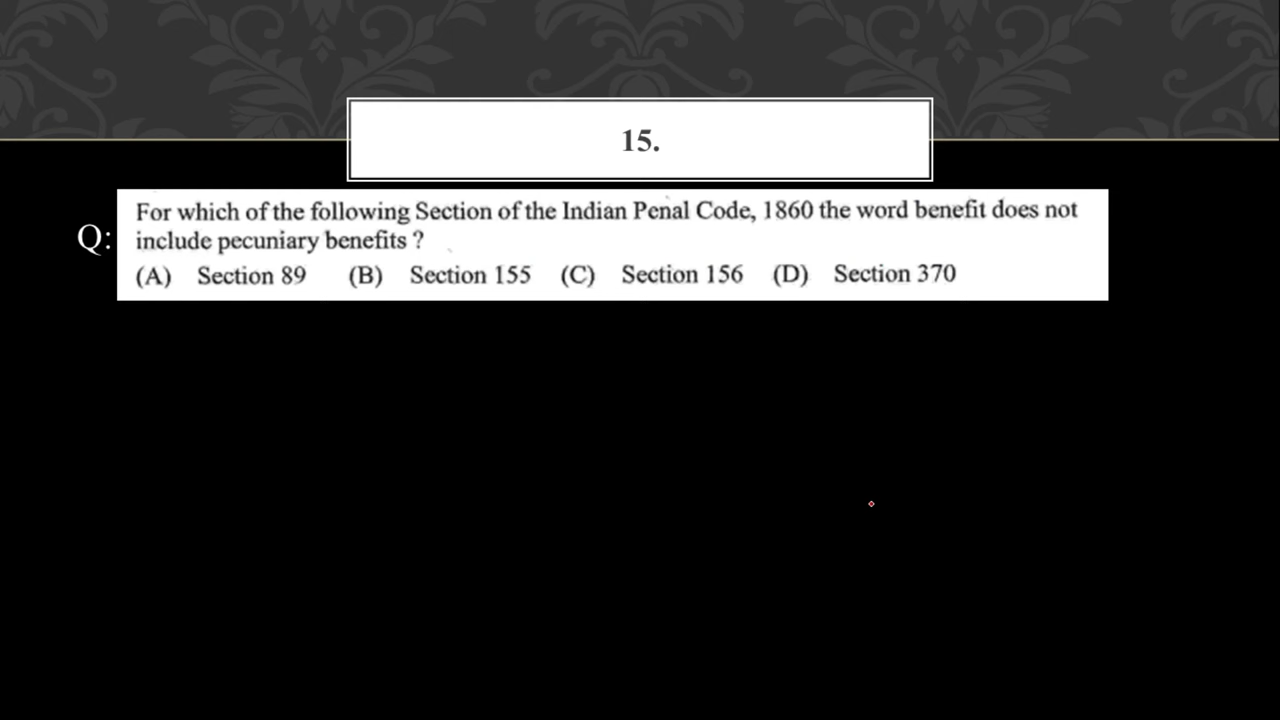 15.
Q:
For which of the following Section of the Indian Penal Code, 1860 the word benefit does not
include pecuniary benefits ?
(A) Section 89 (B) Section 155 (C) Section 156 (D) Section 370